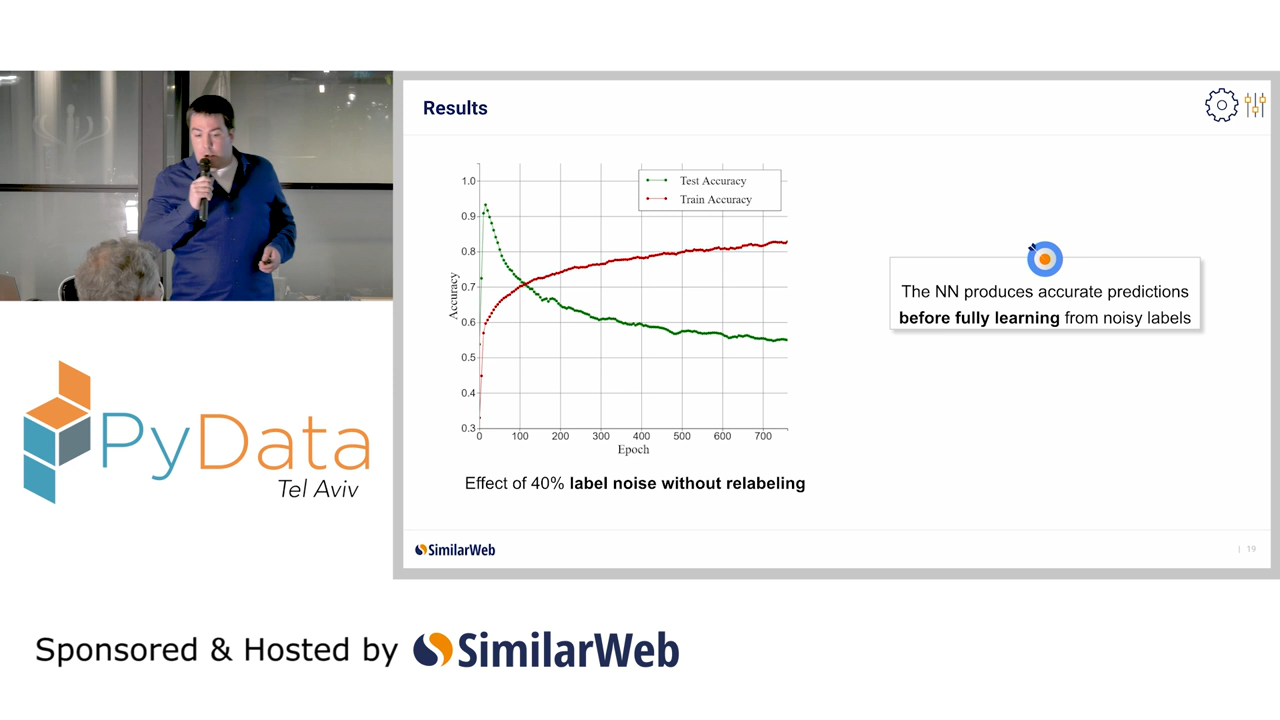 Results
1.0
0.9
0.8
0.7
0.6
0.5
0.4
0.3
Accuracy
0 100 200 300 400 500 600 700
Epoch
Test Accuracy
Train Accuracy
Effect of 40% label noise without relabeling
The NN produces accurate predictions
before fully learning from noisy labels
SimilarWeb
| 19
PyData
Tel Aviv
Sponsored & Hosted by SimilarWeb